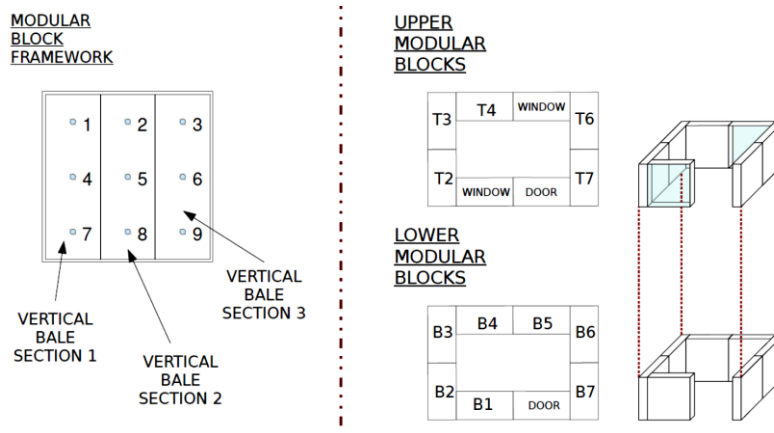 MODULAR
BLOCK
FRAMEWORK
1 2 3
4 5 6
7 8 9
VERTICAL
BALE
SECTION 1
VERTICAL
BALE
SECTION 2
VERTICAL
BALE
SECTION 3
UPPER
MODULAR
BLOCKS
T3 T4 WINDOW T6
T2 WINDOW DOOR T7
LOWER
MODULAR
BLOCKS
B3 B4 B5 B6
B2 B1 DOOR B7